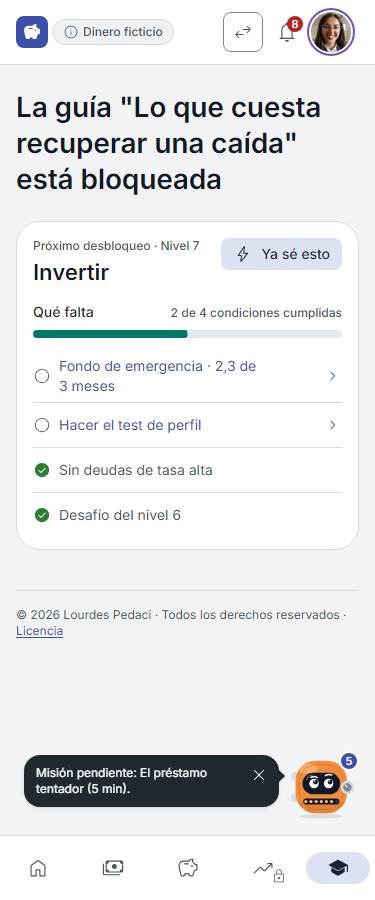 Dinero ficticio
8
La guía "Lo que cuesta
recuperar una caída"
está bloqueada
Próximo desbloqueo · Nivel 7
Ya sé esto
Invertir
Qué falta
2 de 4 condiciones cumplidas
Fondo de emergencia · 2,3 de
3 meses
Hacer el test de perfil
Sin deudas de tasa alta
Desafío del nivel 6
© 2026 Lourdes Pedaci · Todos los derechos reservados ·
Licencia
Misión pendiente: El préstamo
tentador (5 min).
5